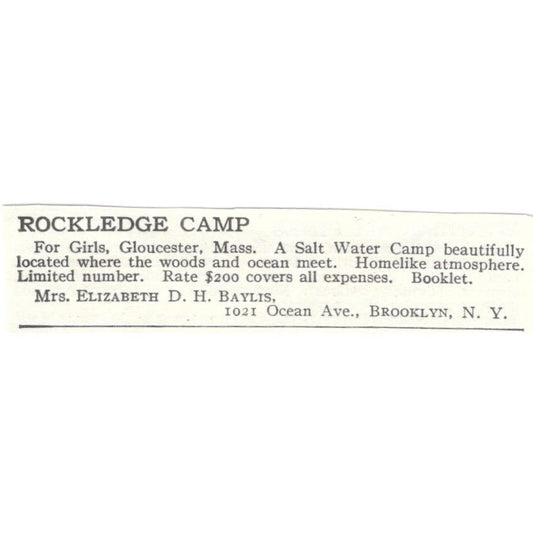 ROCKLEDGE CAMP
For Girls, Gloucester, Mass. A Salt Water Camp beautifully
located where the woods and ocean meet. Homelike atmosphere.
Limited number. Rate $200 covers all expenses. Booklet.
Mrs. Elizabeth D. H. Baylis,
1021 Ocean Ave., Brooklyn, N. Y.